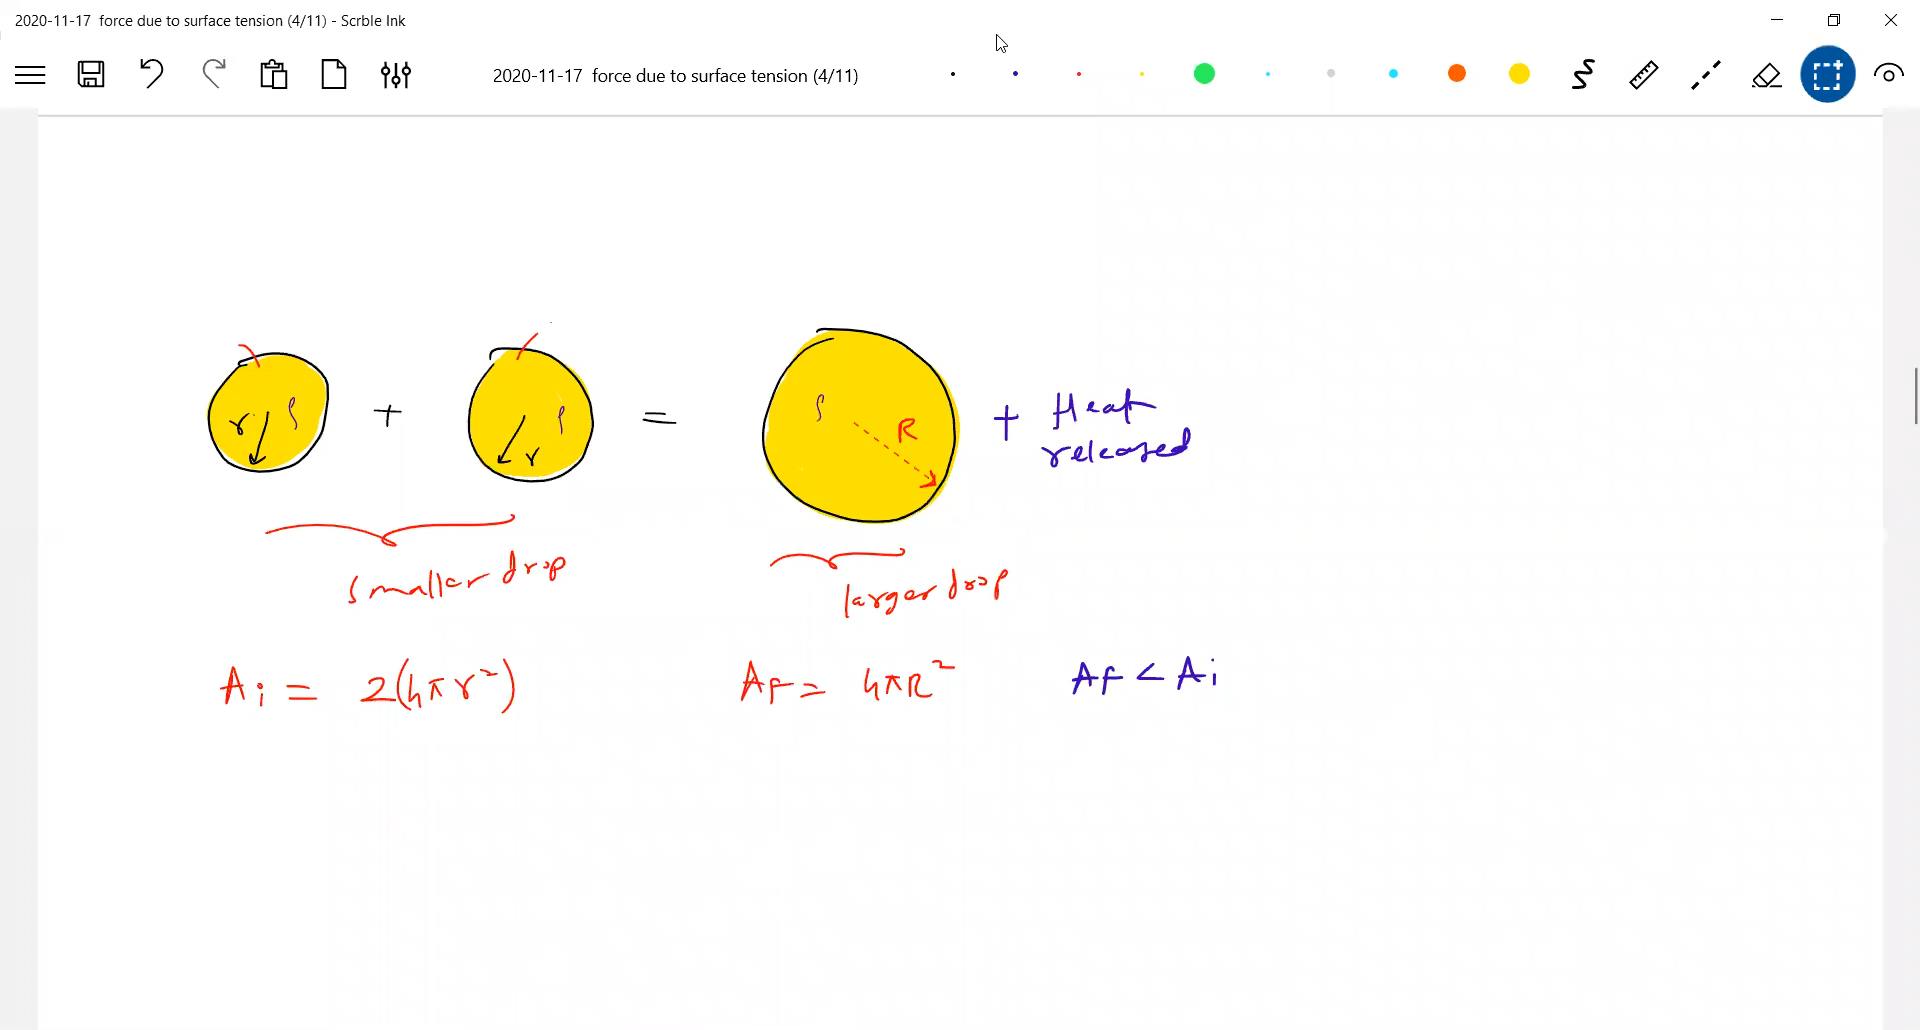 2020-11-17 force due to surface tension (4/11) - Scrble Ink
2020-11-17 force due to surface tension (4/11)
r ρ + r ρ = ρ R + Heat
released
smaller drop
larger drop
Ai = 2(4πr²)
AF = 4πR²
AF < Ai